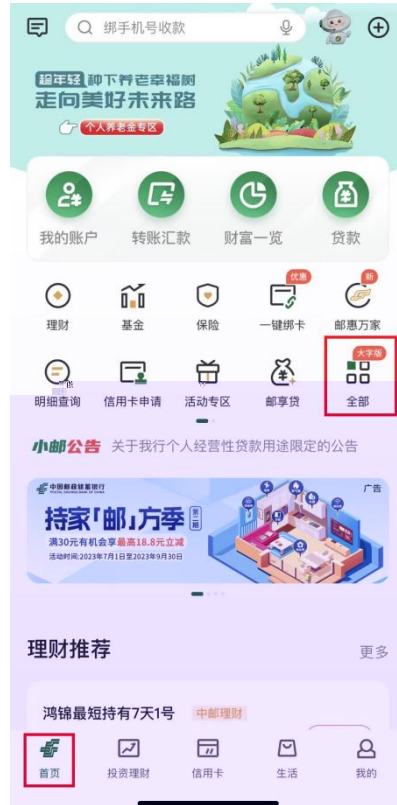 绑手机号收款
趁年轻 种下养老幸福树
走向美好未来路
个人养老金专区
我的账户
转账汇款
财富一览
贷款
优惠
新
理财
基金
保险
一键绑卡
邮惠万家
大字版
明细查询
信用卡申请
活动专区
邮享贷
全部
小邮公告 关于我行个人经营性贷款用途限定的公告
中国邮政储蓄银行
POSTAL SAVINGS BANK OF CHINA
广告
持家「邮」方季 第二期
满30元有机会享最高18.8元立减
活动时间:2023年7月1日至2023年9月30日
理财推荐
更多
鸿锦最短持有7天1号 中邮理财
首页
投资理财
信用卡
生活
我的